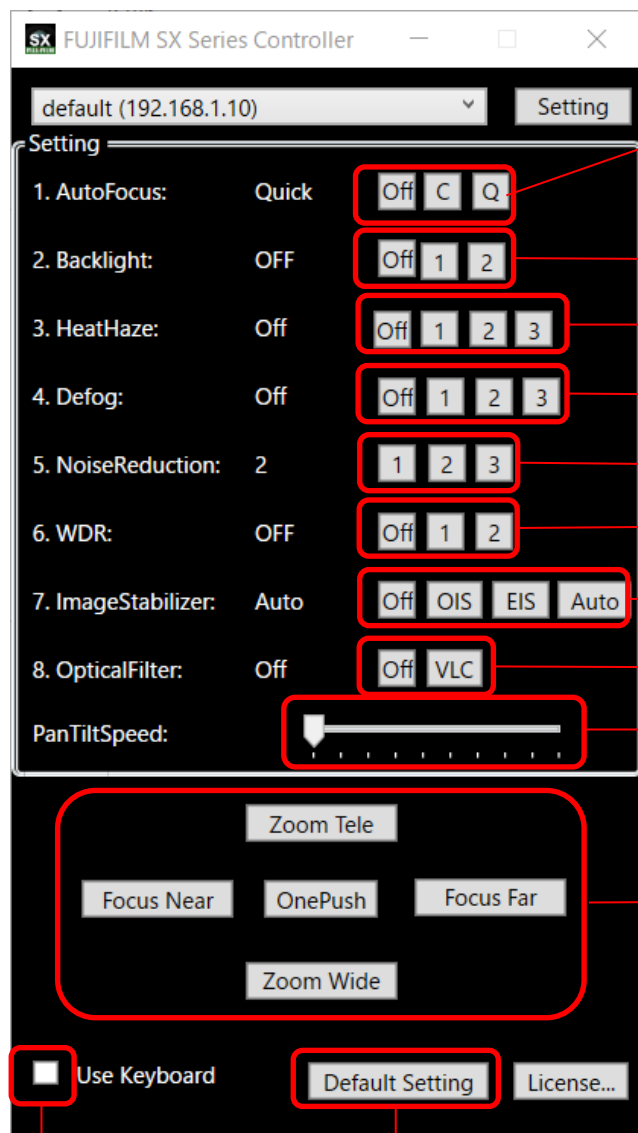 SX FUJIFILM SX Series Controller
default (192.168.1.10) Setting
Setting
1. AutoFocus: Quick Off C Q
2. Backlight: OFF Off 1 2
3. HeatHaze: Off Off 1 2 3
4. Defog: Off Off 1 2 3
5. NoiseReduction: 2 1 2 3
6. WDR: OFF Off 1 2
7. ImageStabilizer: Auto Off OIS EIS Auto
8. OpticalFilter: Off Off VLC
PanTiltSpeed:
Zoom Tele
Focus Near OnePush Focus Far
Zoom Wide
Use Keyboard Default Setting License...